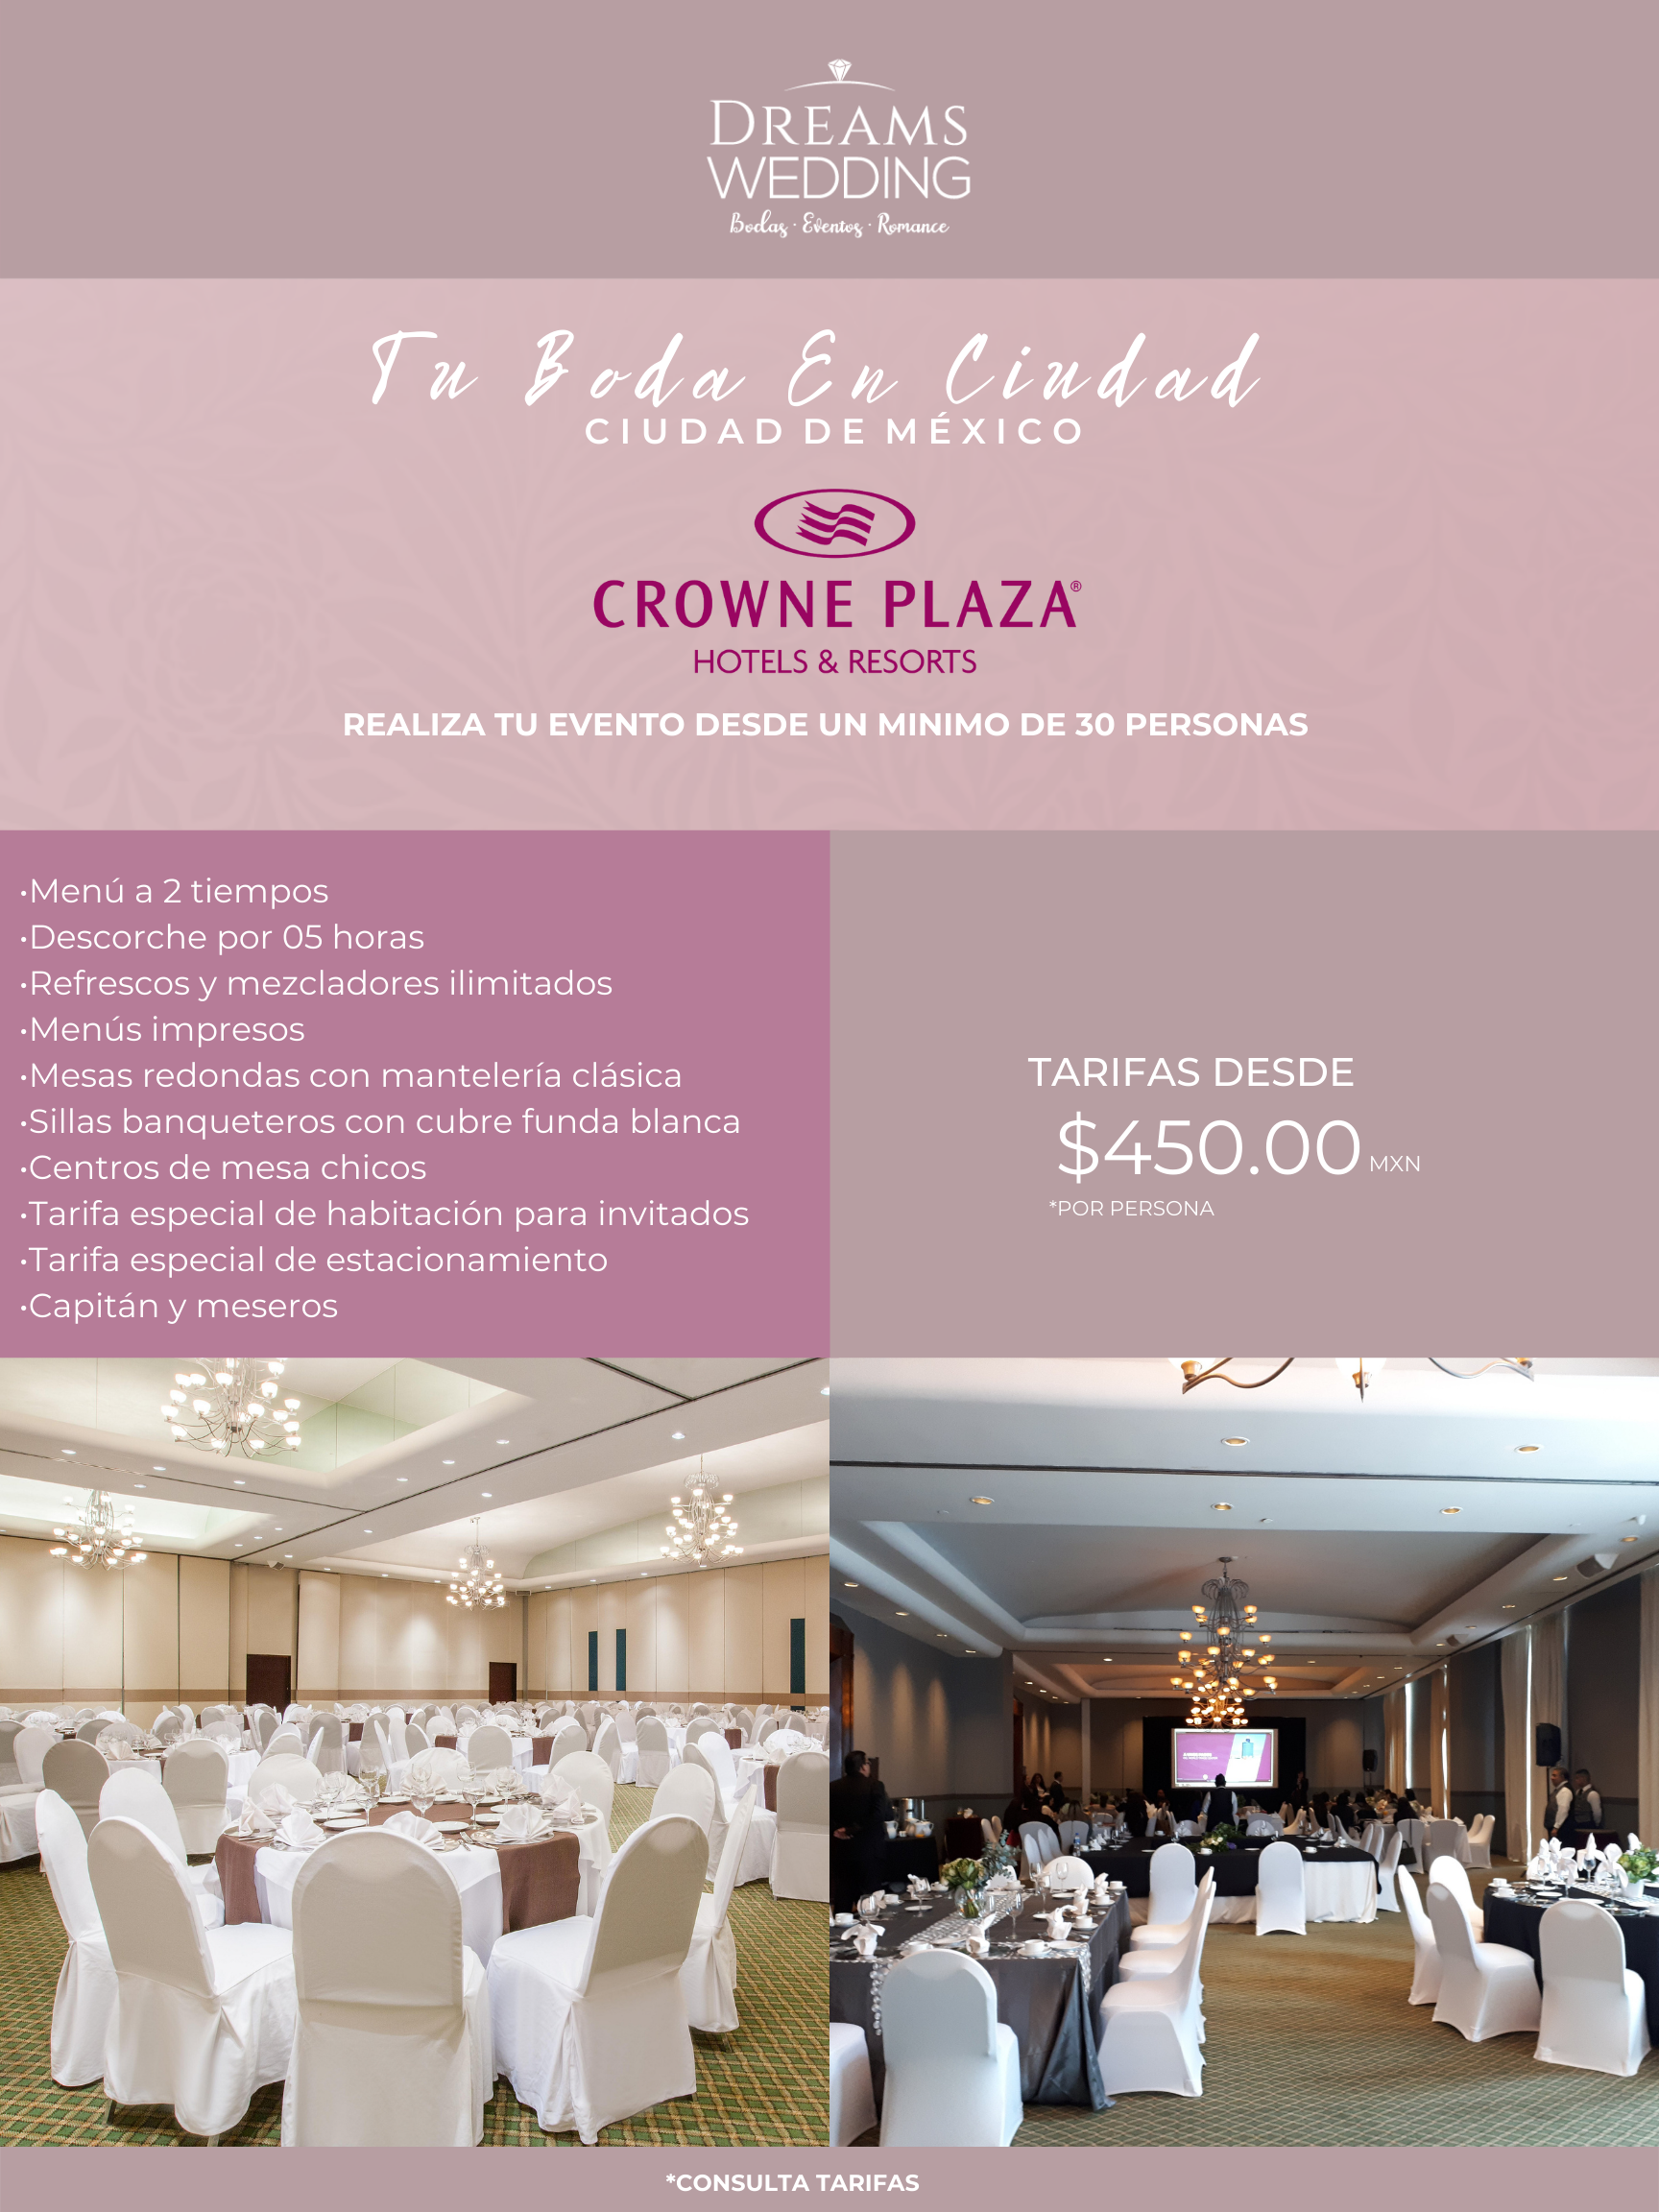 DREAMS
WEDDING
Bodas · Eventos · Romance
Tu Boda En Ciudad
CIUDAD DE MÉXICO
CROWNE PLAZA®
HOTELS & RESORTS
REALIZA TU EVENTO DESDE UN MINIMO DE 30 PERSONAS
•Menú a 2 tiempos
•Descorche por 05 horas
•Refrescos y mezcladores ilimitados
•Menús impresos
•Mesas redondas con mantelería clásica
•Sillas banqueteros con cubre funda blanca
•Centros de mesa chicos
•Tarifa especial de habitación para invitados
•Tarifa especial de estacionamiento
•Capitán y meseros
TARIFAS DESDE
$450.00 MXN
*POR PERSONA
*CONSULTA TARIFAS